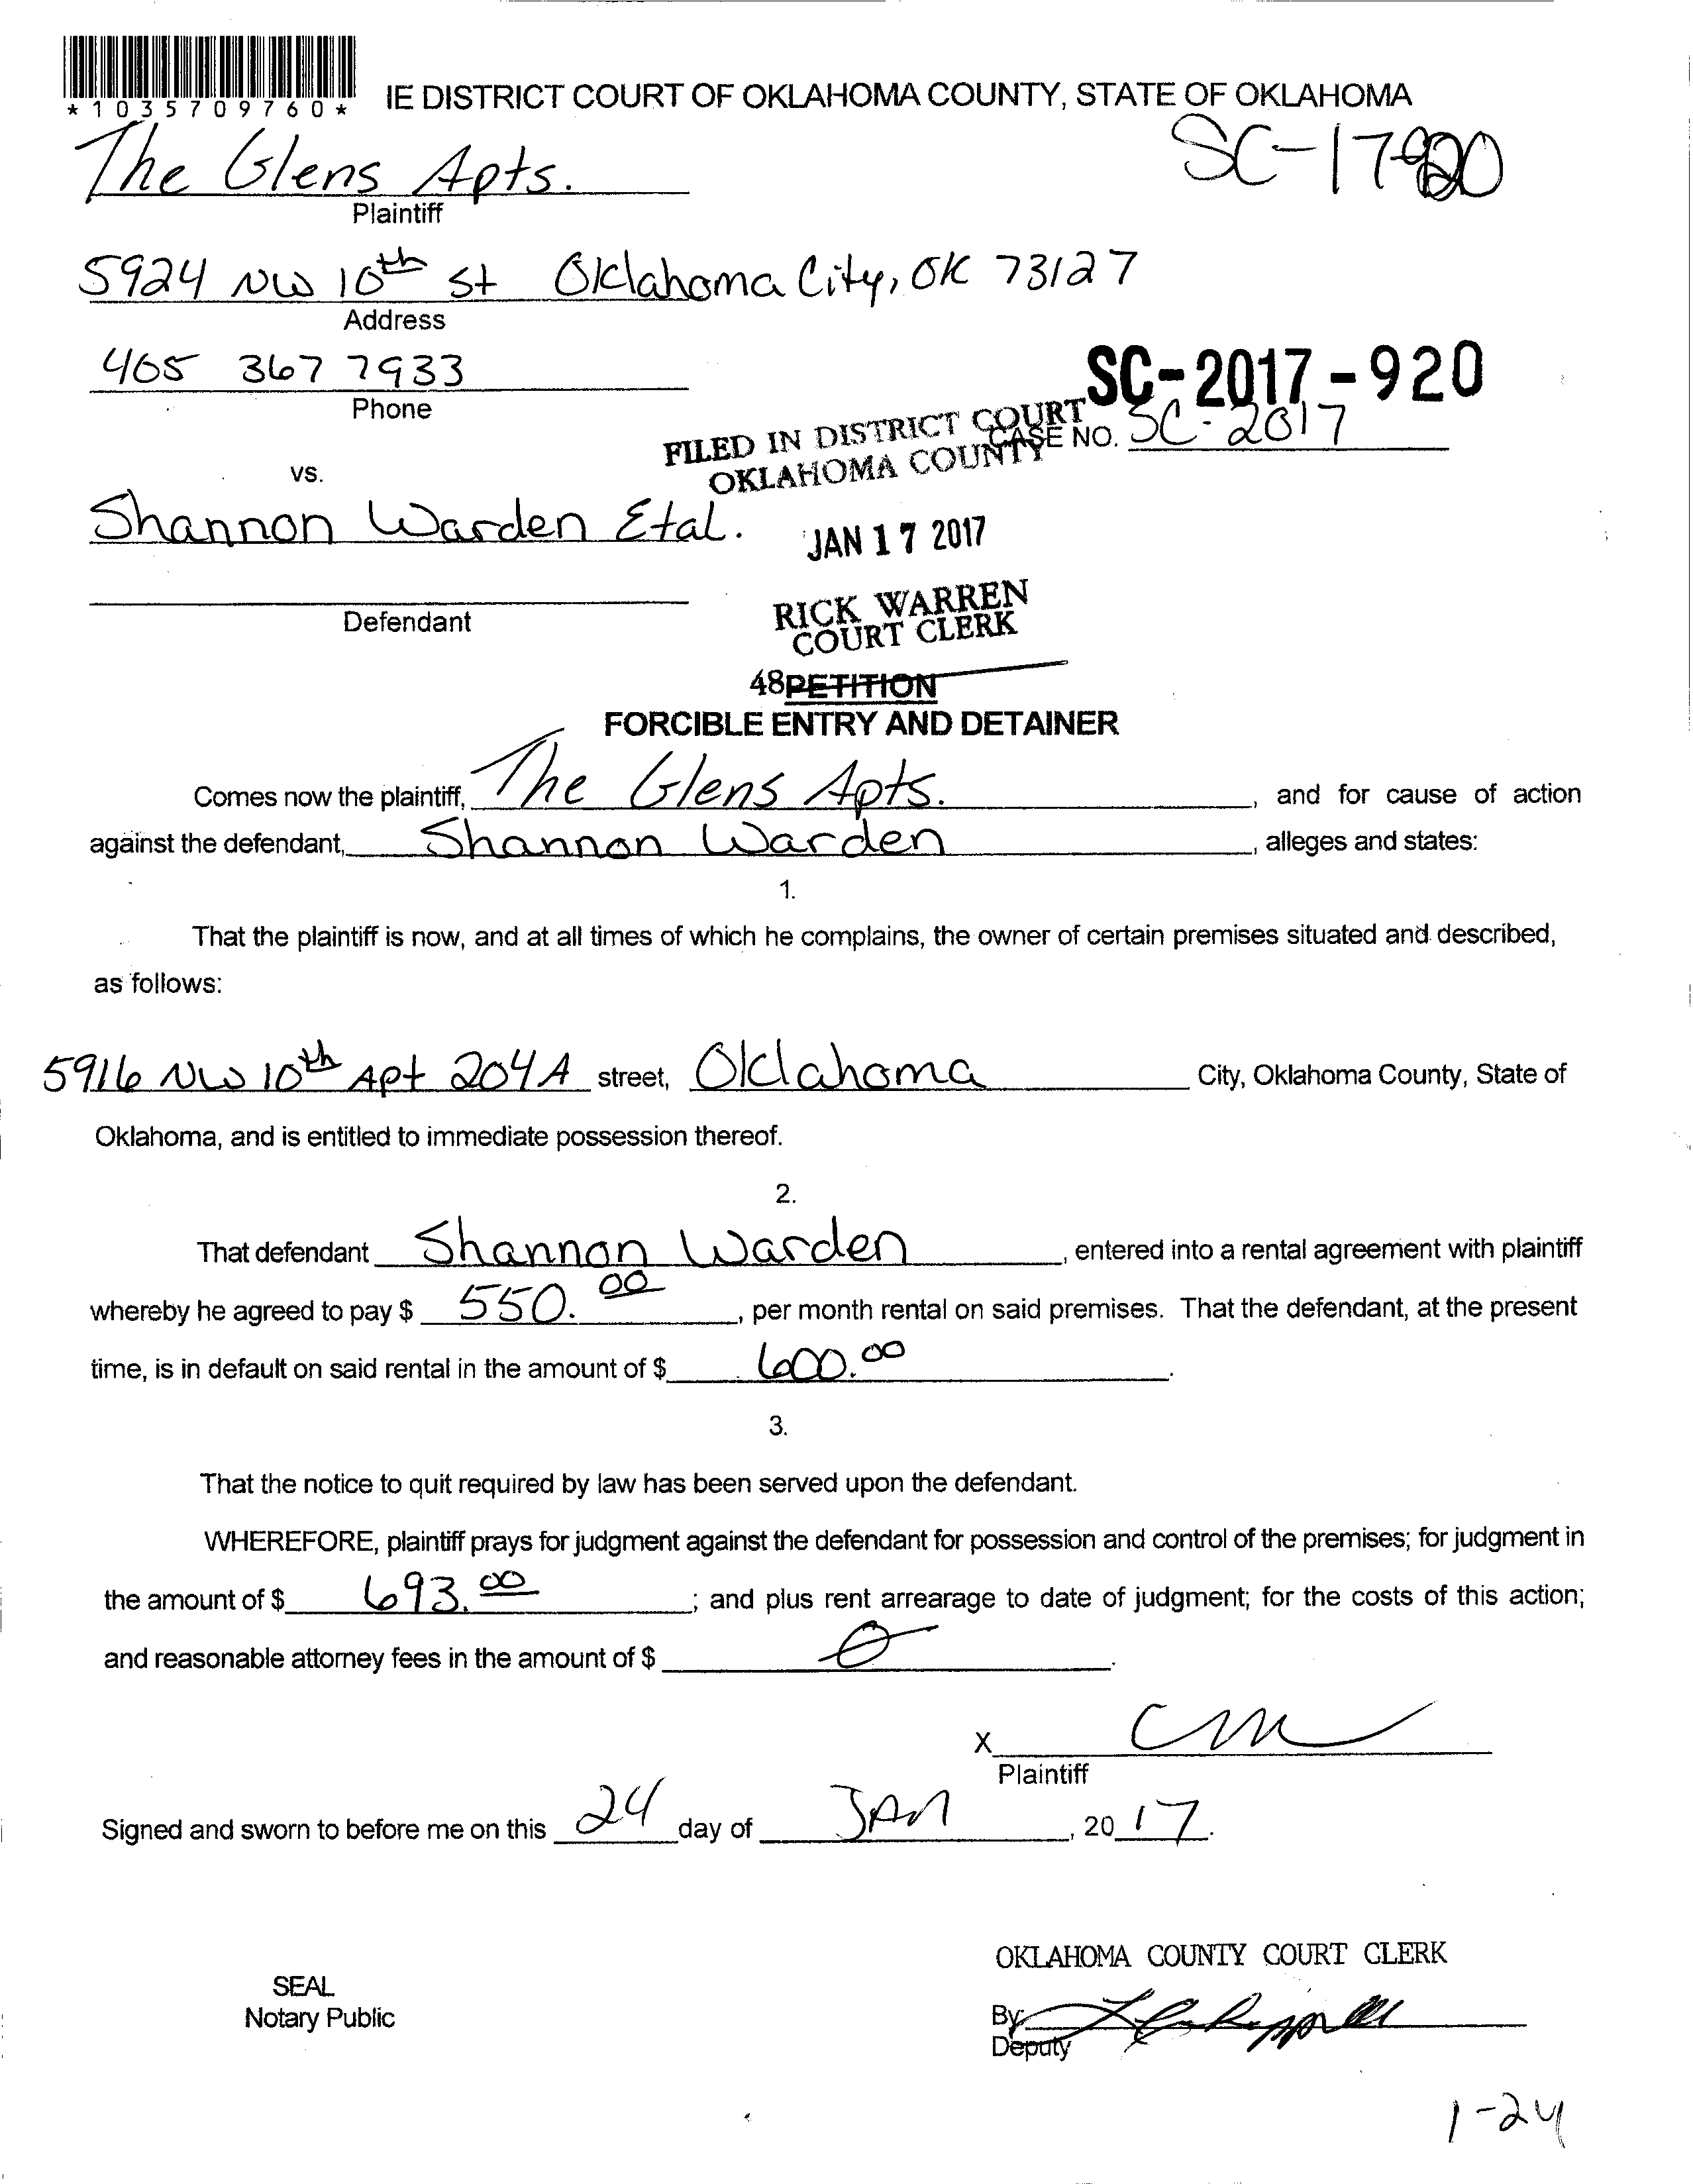 *1035709760*
IE DISTRICT COURT OF OKLAHOMA COUNTY, STATE OF OKLAHOMA
The Glens Apts.
SC-17-920
Plaintiff
5924 NW 10th St Oklahoma City, OK 73127
Address
405 367 7933
Phone
SC-2017-920
FILED IN DISTRICT COURT
OKLAHOMA COUNTY
CASE NO. SC-2017
vs.
Shannon Warden Etal.
JAN 17 2017
Defendant
RICK WARREN
COURT CLERK
48
PETITION
FORCIBLE ENTRY AND DETAINER
Comes now the plaintiff, The Glens Apts. , and for cause of action
against the defendant, Shannon Warden , alleges and states:
1.
That the plaintiff is now, and at all times of which he complains, the owner of certain premises situated and described,
as follows:
5916 NW 10th Apt 204A street, Oklahoma City, Oklahoma County, State of
Oklahoma, and is entitled to immediate possession thereof.
2.
That defendant Shannon Warden , entered into a rental agreement with plaintiff
whereby he agreed to pay $ 550.00 , per month rental on said premises. That the defendant, at the present
time, is in default on said rental in the amount of $ 600.00 .
3.
That the notice to quit required by law has been served upon the defendant.
WHEREFORE, plaintiff prays for judgment against the defendant for possession and control of the premises; for judgment in
the amount of $ 693.00 ; and plus rent arrearage to date of judgment; for the costs of this action;
and reasonable attorney fees in the amount of $ 0 .
X
Plaintiff
Signed and sworn to before me on this 24 day of JAN , 20 17.
OKLAHOMA COUNTY COURT CLERK
SEAL
Notary Public
By
Deputy
1-24